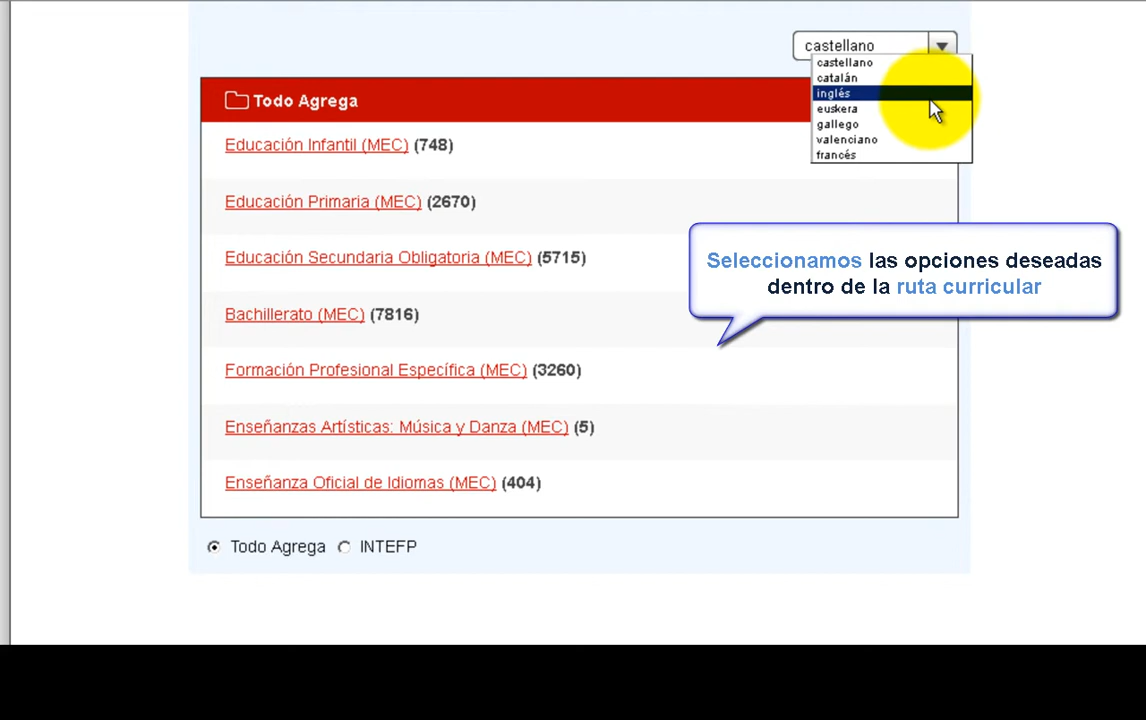 castellano
castellano
catalán
inglés
euskera
gallego
valenciano
francés
Todo Agrega
Educación Infantil (MEC) (748)
Educación Primaria (MEC) (2670)
Educación Secundaria Obligatoria (MEC) (5715)
Bachillerato (MEC) (7816)
Formación Profesional Específica (MEC) (3260)
Enseñanzas Artísticas: Música y Danza (MEC) (5)
Enseñanza Oficial de Idiomas (MEC) (404)
Seleccionamos las opciones deseadas
dentro de la ruta curricular
Todo Agrega INTEFP